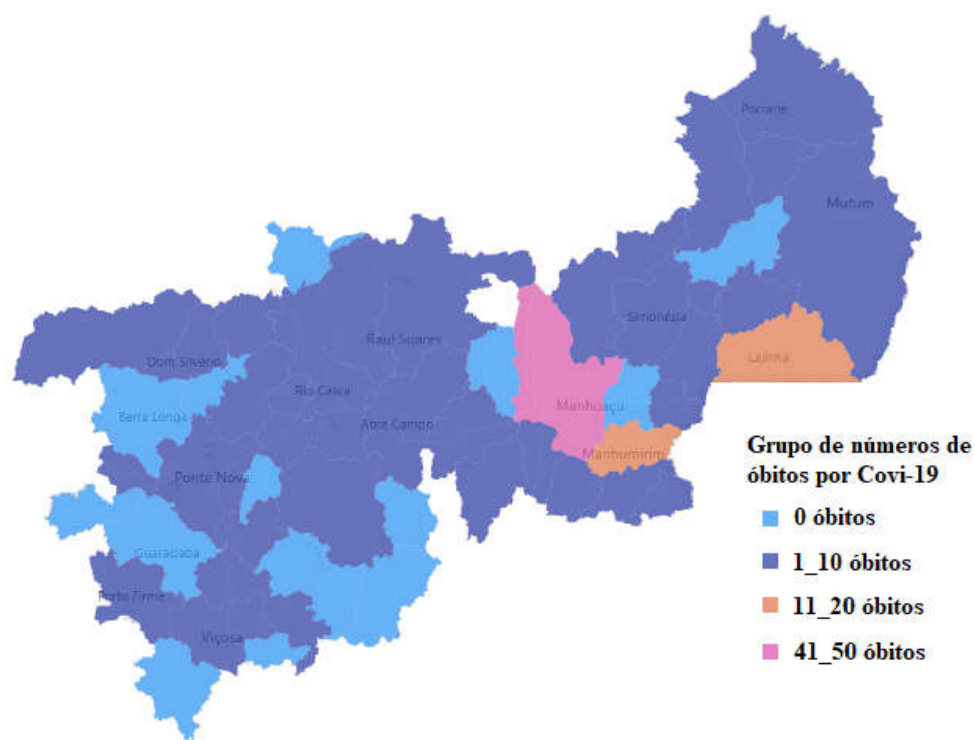 Pocrane
Mutum
Simonésia
Raul Soares
Lajinha
Dom Silvério
Rio Casca
Manhuaçu
Barra Longa
Abre Campo
Manhumirim
Ponte Nova
Guaraciaba
Porto Firme
Viçosa
Grupo de números de
óbitos por Covi-19
0 óbitos
1_10 óbitos
11_20 óbitos
41_50 óbitos